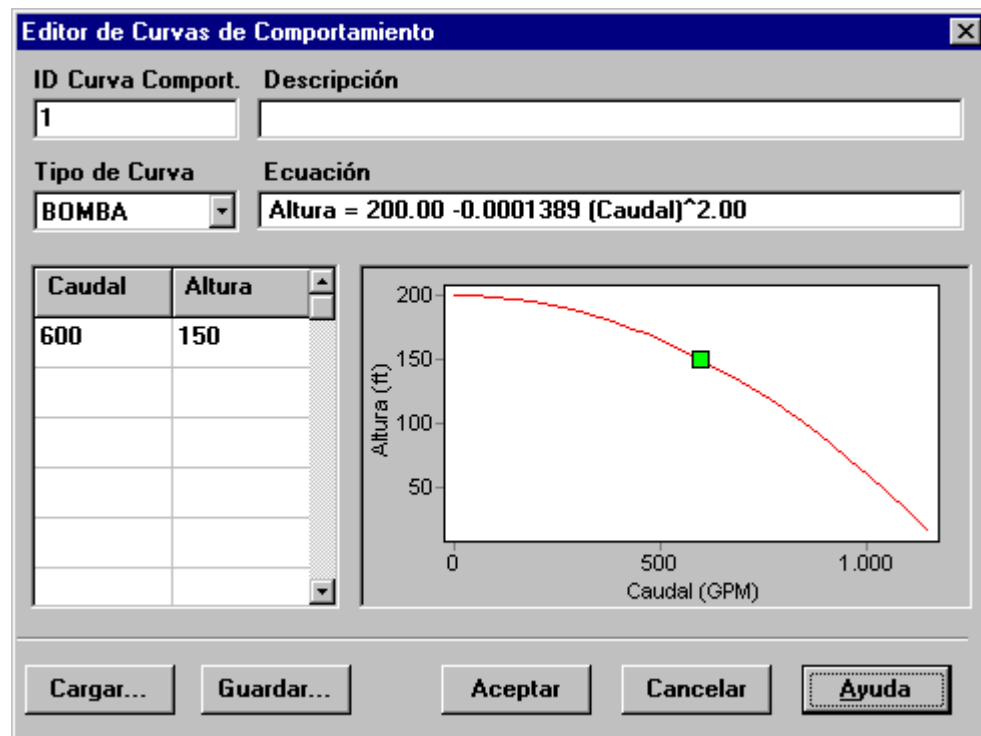 Editor de Curvas de Comportamiento
ID Curva Comport. Descripción
1
Tipo de Curva Ecuación
BOMBA Altura = 200.00 -0.0001389 (Caudal)^2.00
Caudal Altura
600 150
200
150
100
50
Altura (ft)
0 500 1.000
Caudal (GPM)
Cargar... Guardar... Aceptar Cancelar Ayuda